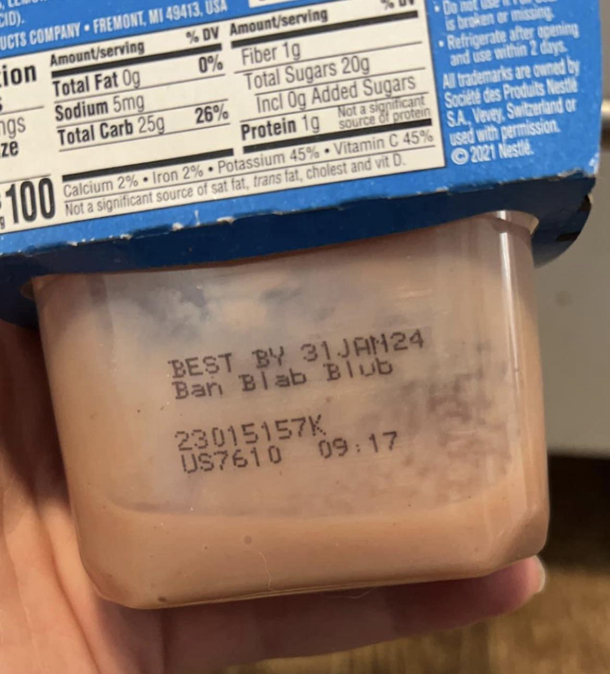 CID).
UCTS COMPANY • FREMONT, MI 49413, USA
ion
ngs
ze
100
Amount/serving % DV
Total Fat 0g 0%
Sodium 5mg
Total Carb 25g 26%
Amount/serving % DV
Fiber 1g
Total Sugars 20g
Incl 0g Added Sugars
Protein 1g Not a significant source of protein
Calcium 2% • Iron 2% • Potassium 45% • Vitamin C 45%
Not a significant source of sat fat, trans fat, cholest and vit D.
is broken or missing.
• Refrigerate after opening
and use within 2 days.
All trademarks are owned by
Société des Produits Nestlé
S.A., Vevey, Switzerland or
used with permission.
© 2021 Nestlé.
BEST BY 31JAN24
Ban Blab Blub
23015157K
US7610 09:17